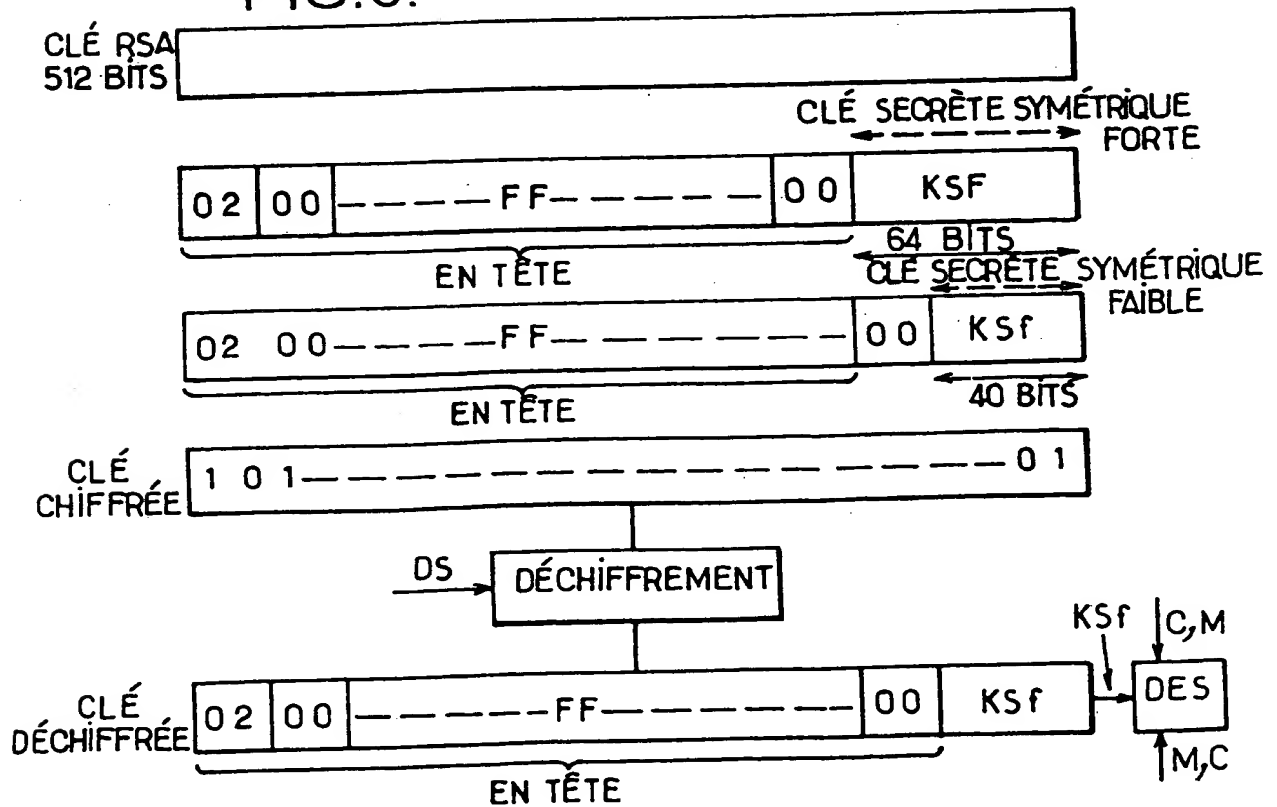 CLÉ RSA
512 BITS
CLÉ SECRÈTE SYMÉTRIQUE
FORTE
02 00 FF 00 KSF
64 BITS
EN TÊTE
CLÉ SECRÈTE SYMÉTRIQUE
FAIBLE
02 00 FF 00 KSf
40 BITS
EN TÊTE
CLÉ
CHIFFRÉE
1 0 1 0 1
DS
DÉCHIFFREMENT
KSf
C,M
CLÉ
DÉCHIFFRÉE
02 00 FF 00 KSf
DES
M,C
EN TÊTE